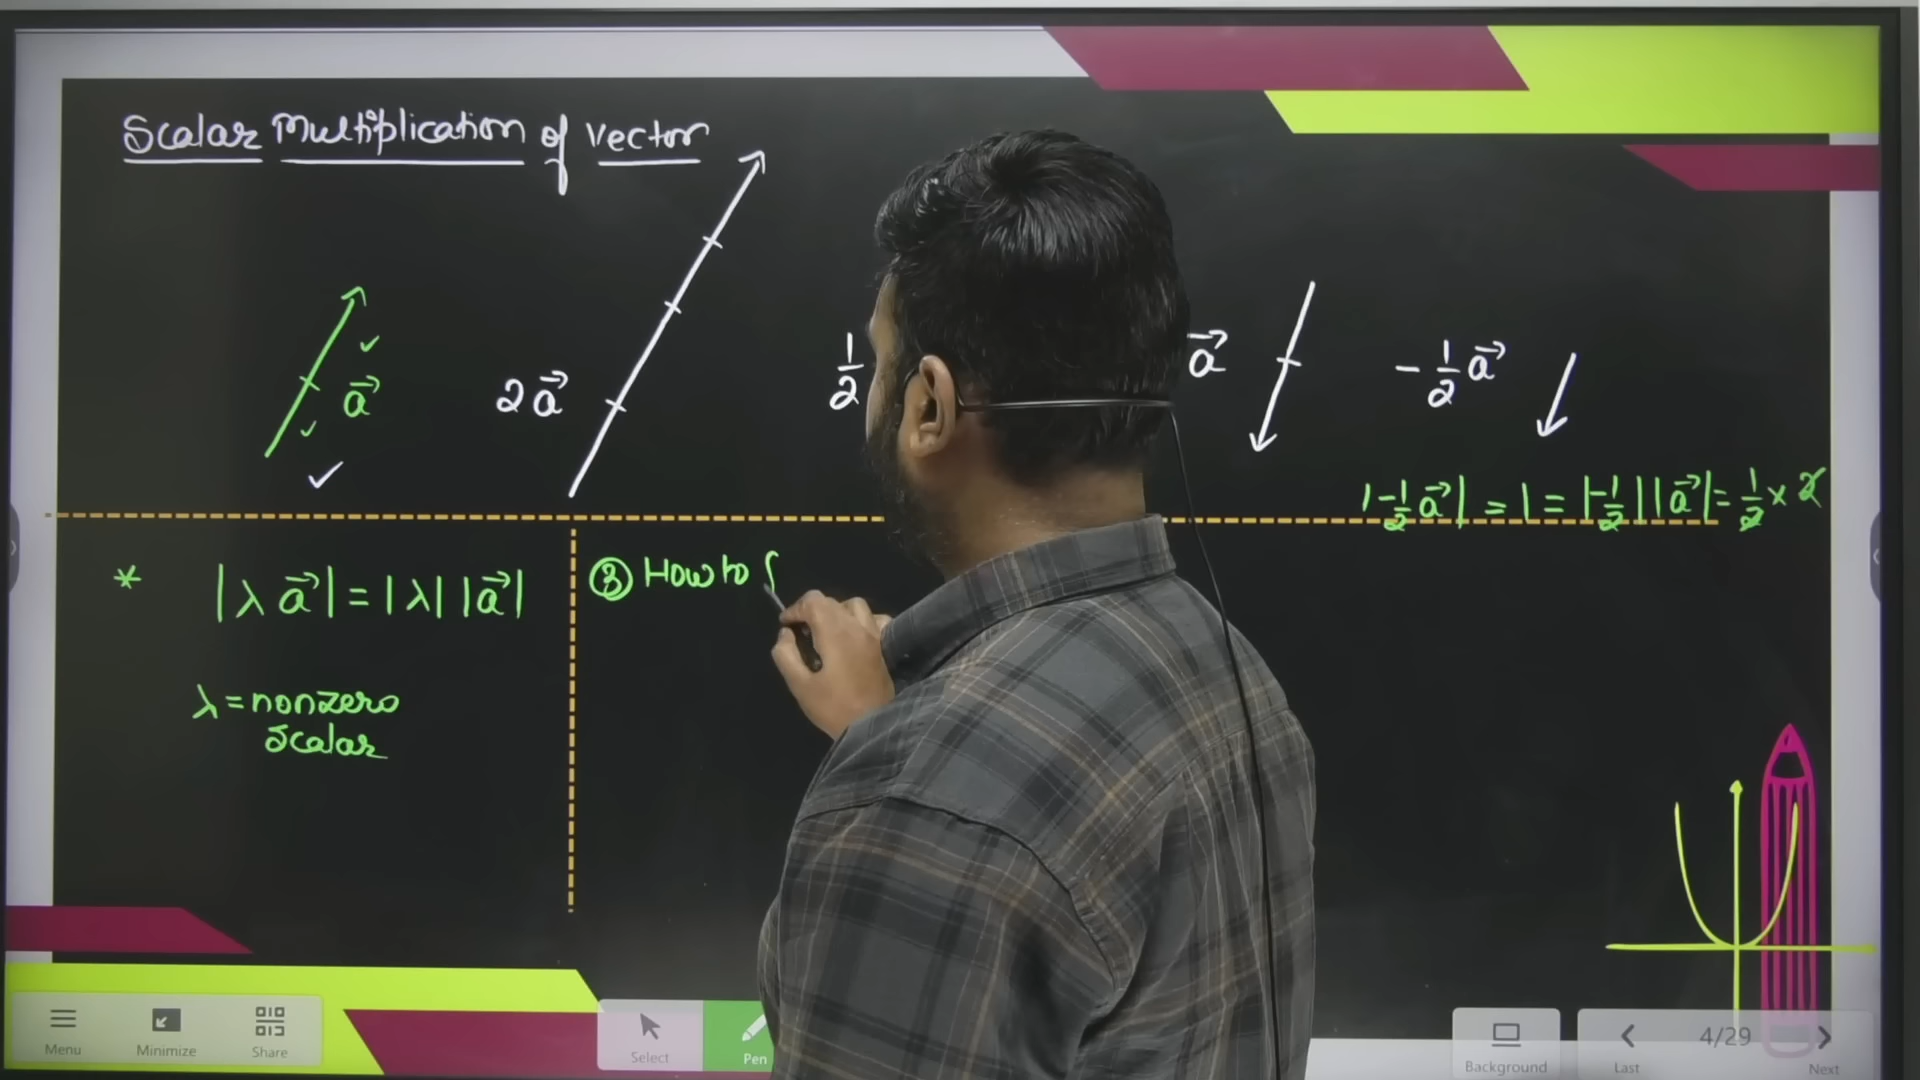 Scalar Multiplication of vector
a⃗
2a⃗
1/2
a⃗
-1/2 a⃗
|-1/2 a⃗| = 1 = |-1/2| |a⃗| = 1/2 × 2
* |λ a⃗| = |λ| |a⃗|
λ = nonzero
scalar
③ How to f
Menu
Minimize
Share
Select
Pen
Background
Last
4/29
Next